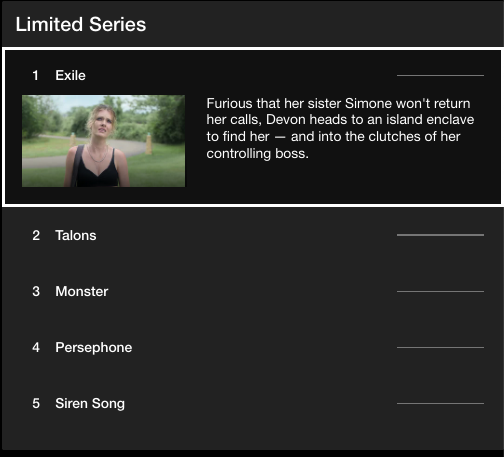 Limited Series
1 Exile
Furious that her sister Simone won't return
her calls, Devon heads to an island enclave
to find her — and into the clutches of her
controlling boss.
2 Talons
3 Monster
4 Persephone
5 Siren Song